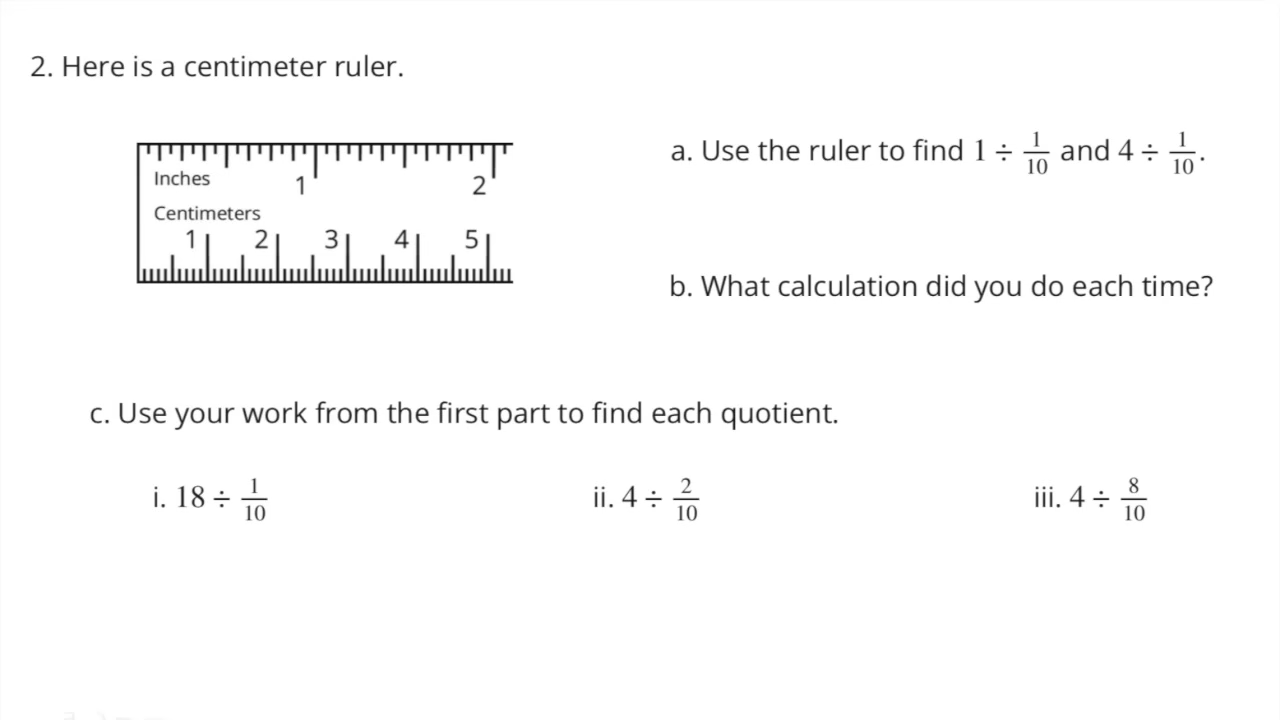 2. Here is a centimeter ruler.
Inches
1 2
Centimeters
1 2 3 4 5
a. Use the ruler to find 1 ÷ 1/10 and 4 ÷ 1/10.
b. What calculation did you do each time?
c. Use your work from the first part to find each quotient.
i. 18 ÷ 1/10
ii. 4 ÷ 2/10
iii. 4 ÷ 8/10